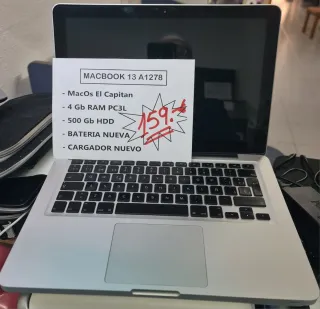 MACBOOK 13 A1278
- MacOs El Capitan
- 4 Gb RAM PC3L
- 500 Gb HDD
- BATERIA NUEVA
- CARGADOR NUEVO
159.-€